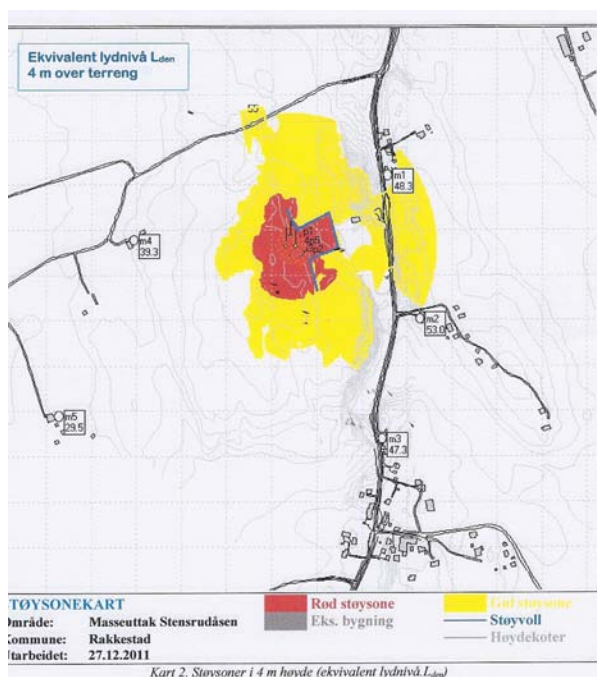 Ekvivalent lydnivå Lden
4 m over terreng
m1
48.3
m4
39.3
m2
53.0
m5
29.5
m3
47.3
TØYSONEKART
Område: Masseuttak Stensrudåsen
Kommune: Rakkestad
Utarbeidet: 27.12.2011
Rød støysone
Eks. bygning
Gul støysone
Støyvoll
Høydekoter
Kart 2. Støysoner i 4 m høyde (ekvivalent lydnivå Lden)